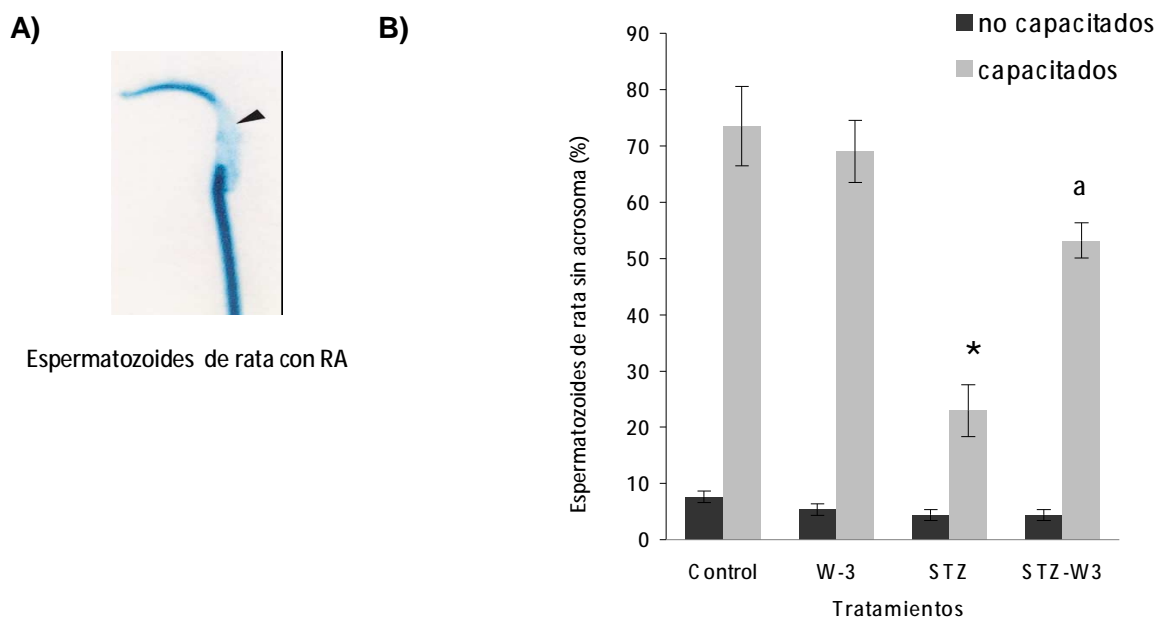 A)
Espermatozoides de rata con RA
B)
no capacitados
capacitados
Espermatozoides de rata sin acrosoma (%)
90
80
70
60
50
40
30
20
10
0
*
a
Control W-3 STZ STZ-W3
Tratamientos